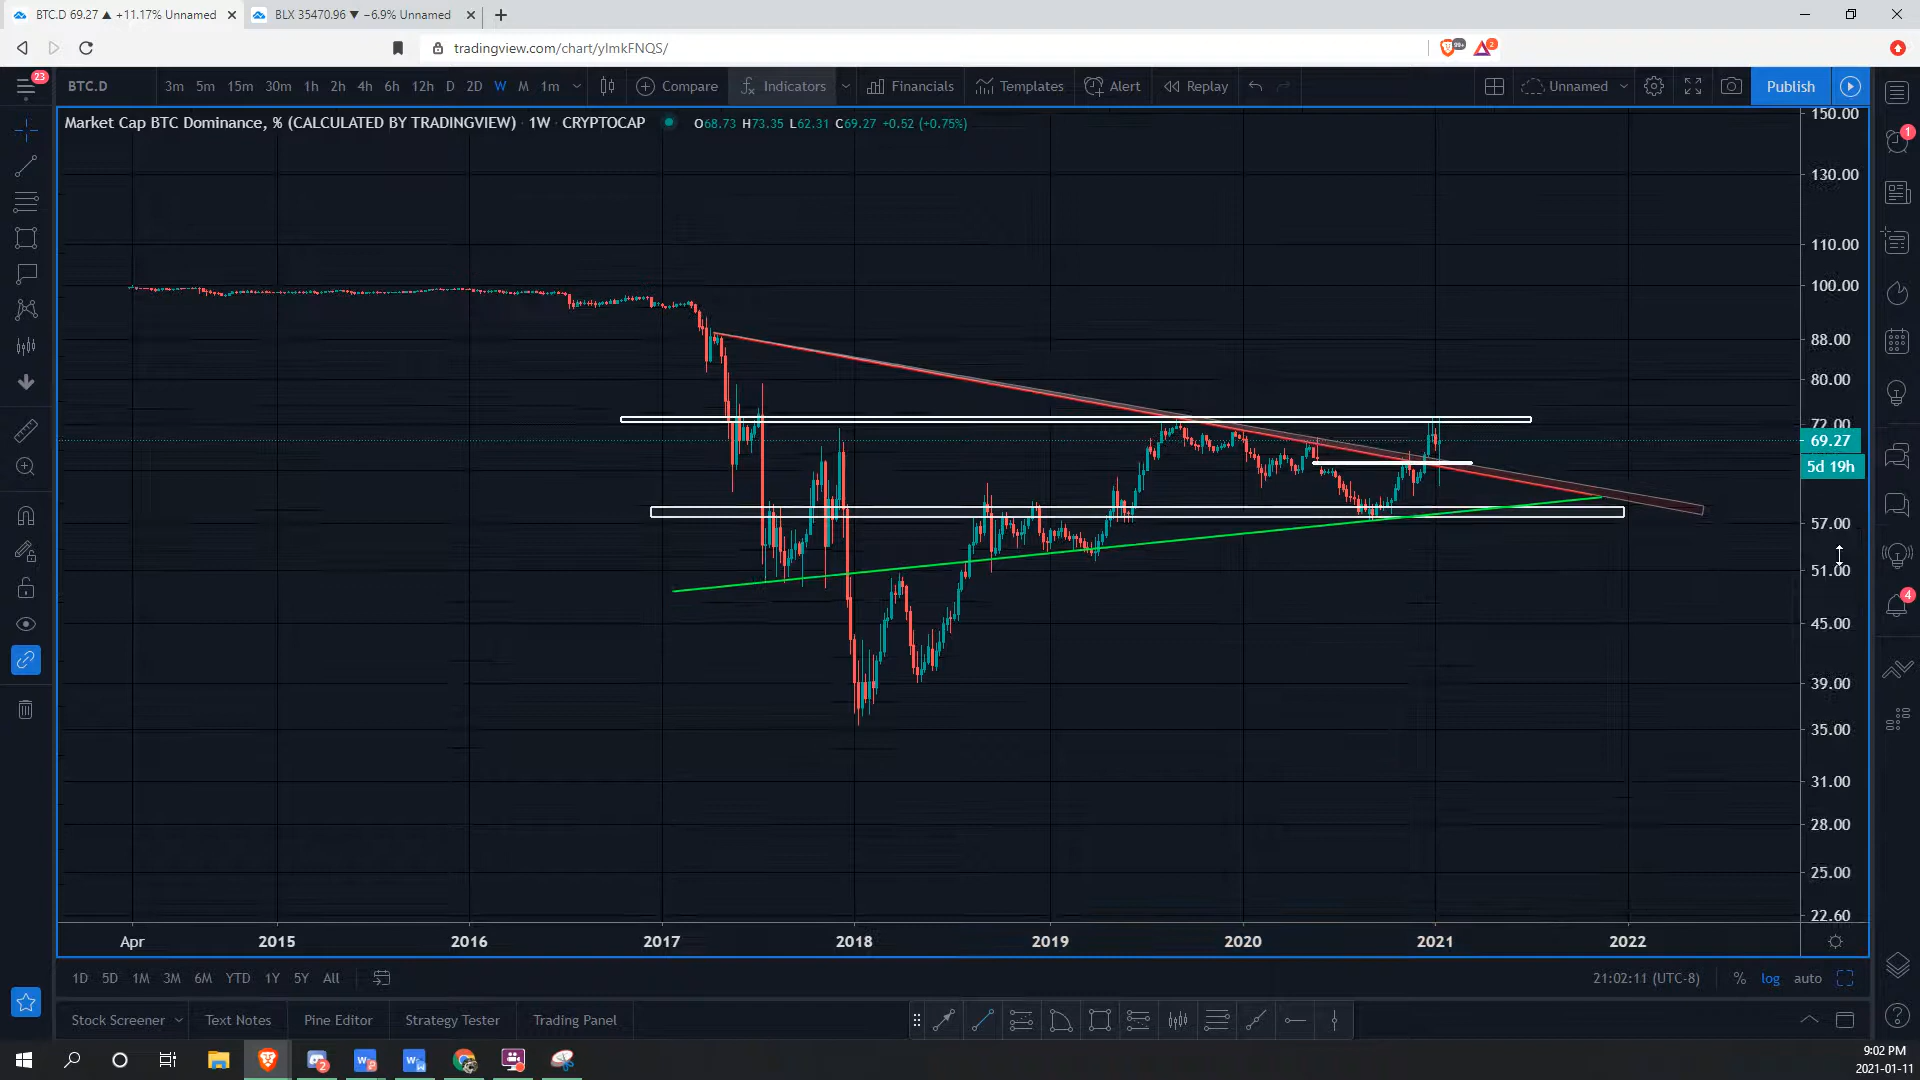 BTC.D 69.27 ▲ +11.17% Unnamed
BLX 35470.96 ▼ −6.9% Unnamed
tradingview.com/chart/yImkFNQS/
99+
2
23
BTC.D
3m 5m 15m 30m 1h 2h 4h 6h 12h D 2D W M 1m
Compare
Indicators
Financials
Templates
Alert
Replay
Unnamed
Publish
Market Cap BTC Dominance, % (CALCULATED BY TRADINGVIEW) · 1W · CRYPTOCAP
O68.73 H73.35 L62.31 C69.27 +0.52 (+0.75%)
150.00
130.00
110.00
100.00
88.00
80.00
72.00
69.27
5d 19h
57.00
51.00
45.00
39.00
35.00
31.00
28.00
25.00
22.60
1
4
Apr 2015 2016 2017 2018 2019 2020 2021 2022
1D 5D 1M 3M 6M YTD 1Y 5Y All
21:02:11 (UTC-8)
% log auto
Stock Screener
Text Notes
Pine Editor
Strategy Tester
Trading Panel
2
9:02 PM
2021-01-11